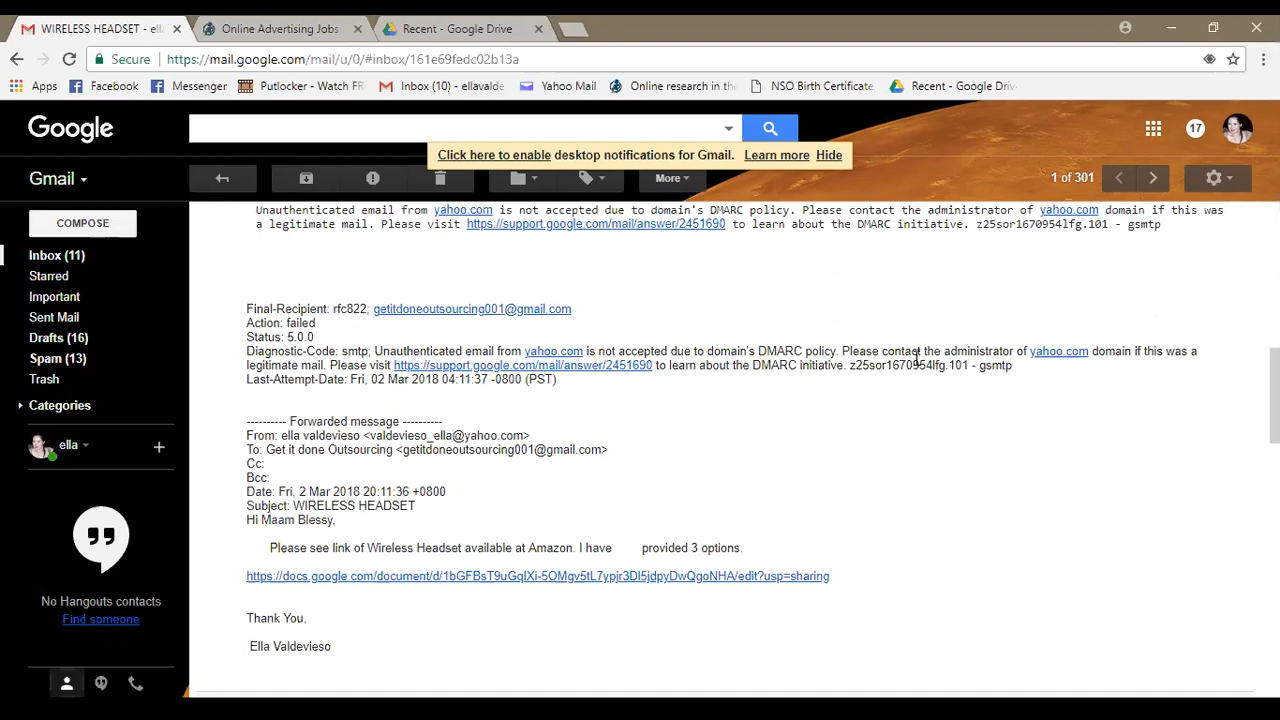 WIRELESS HEADSET - ella
Online Advertising Jobs
Recent - Google Drive
Secure
https://mail.google.com/mail/u/0/#inbox/161e69fedc02b13a
Apps
Facebook
Messenger
Putlocker - Watch FR
Inbox (10) - ellavalde
Yahoo Mail
Online research in the
NSO Birth Certificate
Recent - Google Driv
Google
17
Click here to enable desktop notifications for Gmail. Learn more Hide
Gmail
More
1 of 301
COMPOSE
Inbox (11)
Starred
Important
Sent Mail
Drafts (16)
Spam (13)
Trash
Categories
ella
No Hangouts contacts
Find someone
Unauthenticated email from yahoo.com is not accepted due to domain's DMARC policy. Please contact the administrator of yahoo.com domain if this was
a legitimate mail. Please visit https://support.google.com/mail/answer/2451690 to learn about the DMARC initiative. z25sor1670954lfg.101 - gsmtp
Final-Recipient: rfc822; getitdoneoutsourcing001@gmail.com
Action: failed
Status: 5.0.0
Diagnostic-Code: smtp; Unauthenticated email from yahoo.com is not accepted due to domain's DMARC policy. Please contact the administrator of yahoo.com domain if this was a
legitimate mail. Please visit https://support.google.com/mail/answer/2451690 to learn about the DMARC initiative. z25sor1670954lfg.101 - gsmtp
Last-Attempt-Date: Fri, 02 Mar 2018 04:11:37 -0800 (PST)
---------- Forwarded message ----------
From: ella valdevieso <valdevieso_ella@yahoo.com>
To: Get it done Outsourcing <getitdoneoutsourcing001@gmail.com>
Cc:
Bcc:
Date: Fri, 2 Mar 2018 20:11:36 +0800
Subject: WIRELESS HEADSET
Hi Maam Blessy,
Please see link of Wireless Headset available at Amazon. I have provided 3 options.
https://docs.google.com/document/d/1bGFBsT9uGqIXi-5OMgv5tL7ypjr3DI5jdpyDwQgoNHA/edit?usp=sharing
Thank You,
Ella Valdevieso